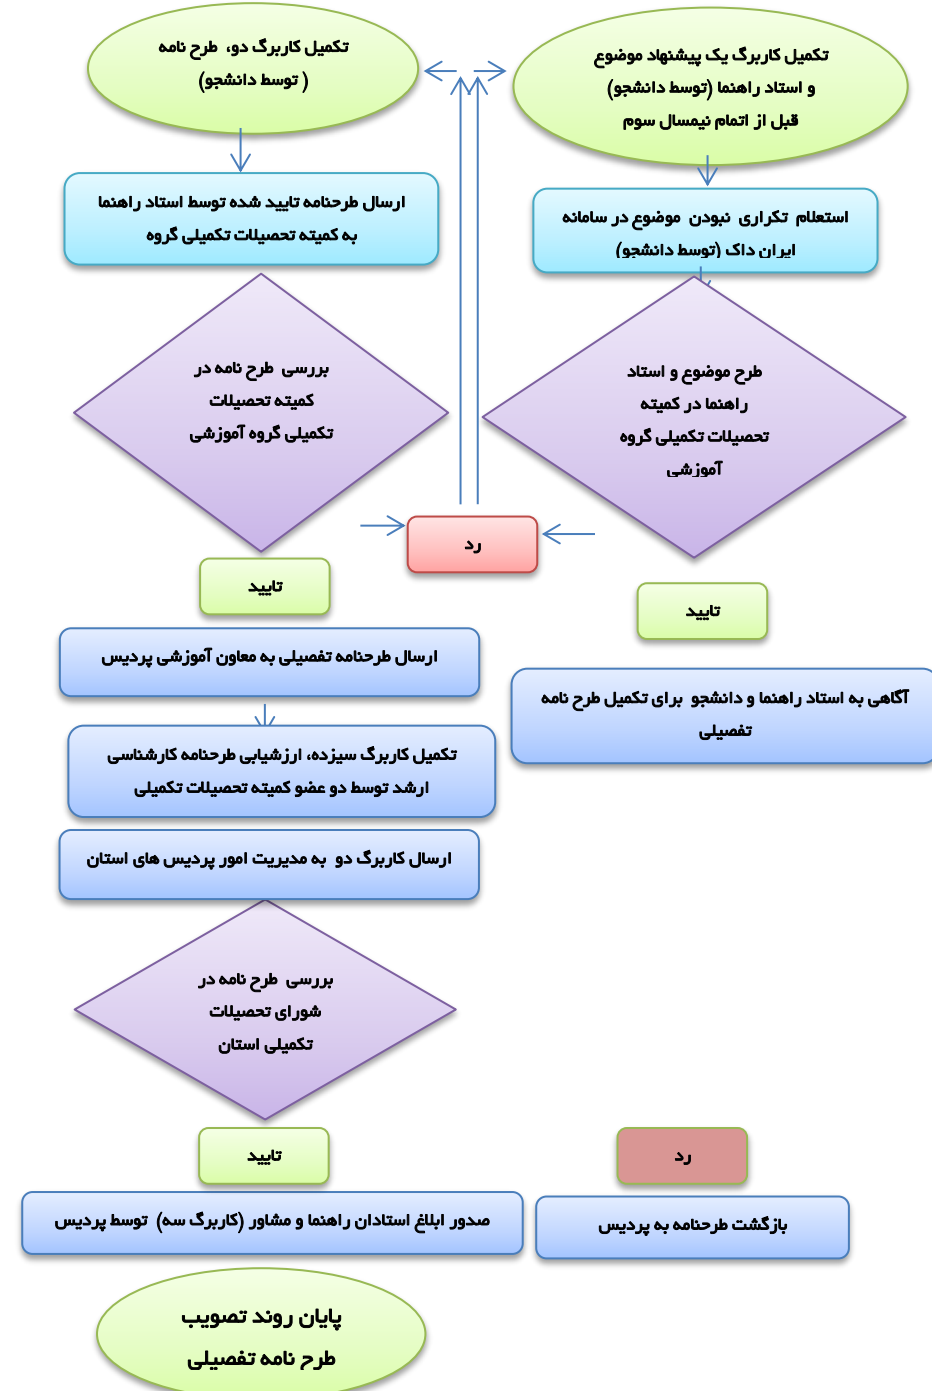 تکمیل کاربرگ یک پیشنهاد موضوع
و استاد راهنما (توسط دانشجو)
قبل از اتمام نیمسال سوم
استعلام تکراری نبودن موضوع در سامانه
ایران داک (توسط دانشجو)
طرح موضوع و استاد
راهنما در کمیته
تحصیلات تکمیلی گروه
آموزشی
رد
تایید
آگاهی به استاد راهنما و دانشجو برای تکمیل طرح نامه
تفصیلی
تکمیل کاربرگ دو، طرح نامه
(توسط دانشجو )
ارسال طرحنامه تایید شده توسط استاد راهنما
به کمیته تحصیلات تکمیلی گروه
بررسی طرح نامه در
کمیته تحصیلات
تکمیلی گروه آموزشی
تایید
ارسال طرحنامه تفصیلی به معاون آموزشی پردیس
تکمیل کاربرگ سیزده، ارزشیابی طرحنامه کارشناسی
ارشد توسط دو عضو کمیته تحصیلات تکمیلی
ارسال کاربرگ دو به مدیریت امور پردیس های استان
بررسی طرح نامه در
شورای تحصیلات
تکمیلی استان
رد
بازگشت طرحنامه به پردیس
تایید
صدور ابلاغ استادان راهنما و مشاور (کاربرگ سه) توسط پردیس
پایان روند تصویب
طرح نامه تفصیلی